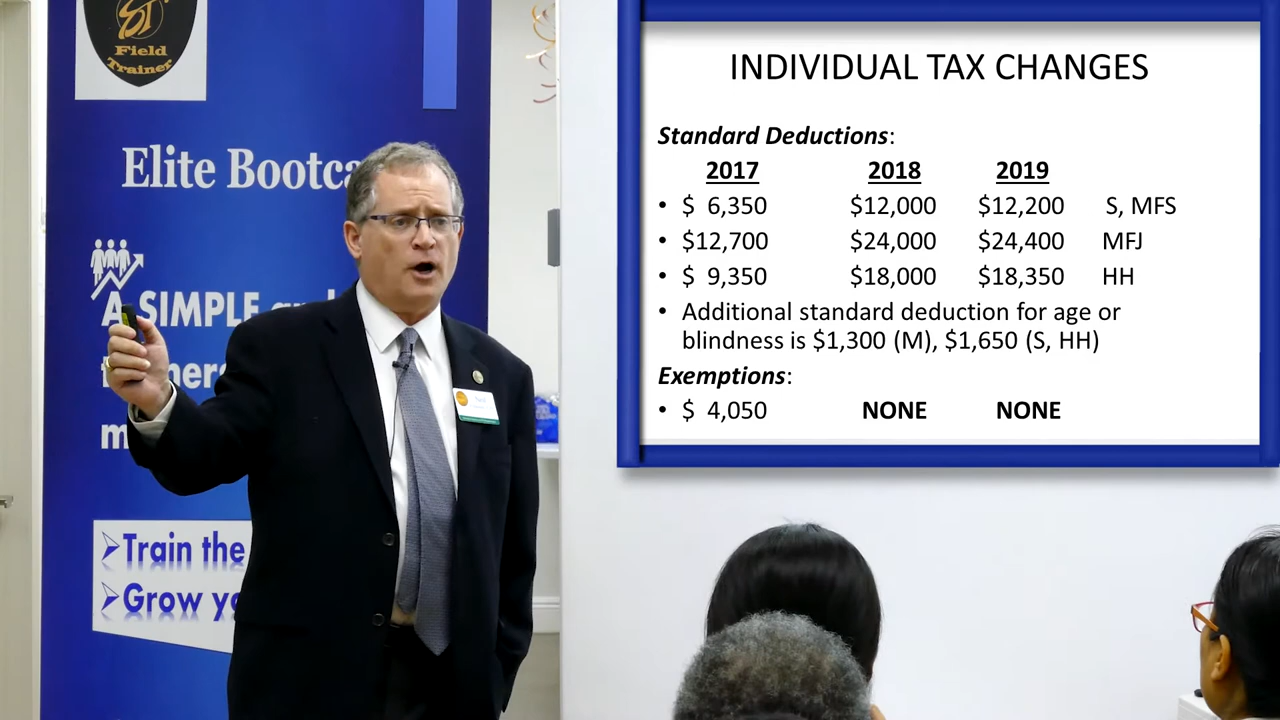 Field
Trainer
Elite
A SIMPLE
Train the
Grow
INDIVIDUAL TAX CHANGES
Standard Deductions:
2017 2018 2019
• $ 6,350 $12,000 $12,200 S, MFS
• $12,700 $24,000 $24,400 MFJ
• $ 9,350 $18,000 $18,350 HH
• Additional standard deduction for age or
blindness is $1,300 (M), $1,650 (S, HH)
Exemptions:
• $ 4,050 NONE NONE